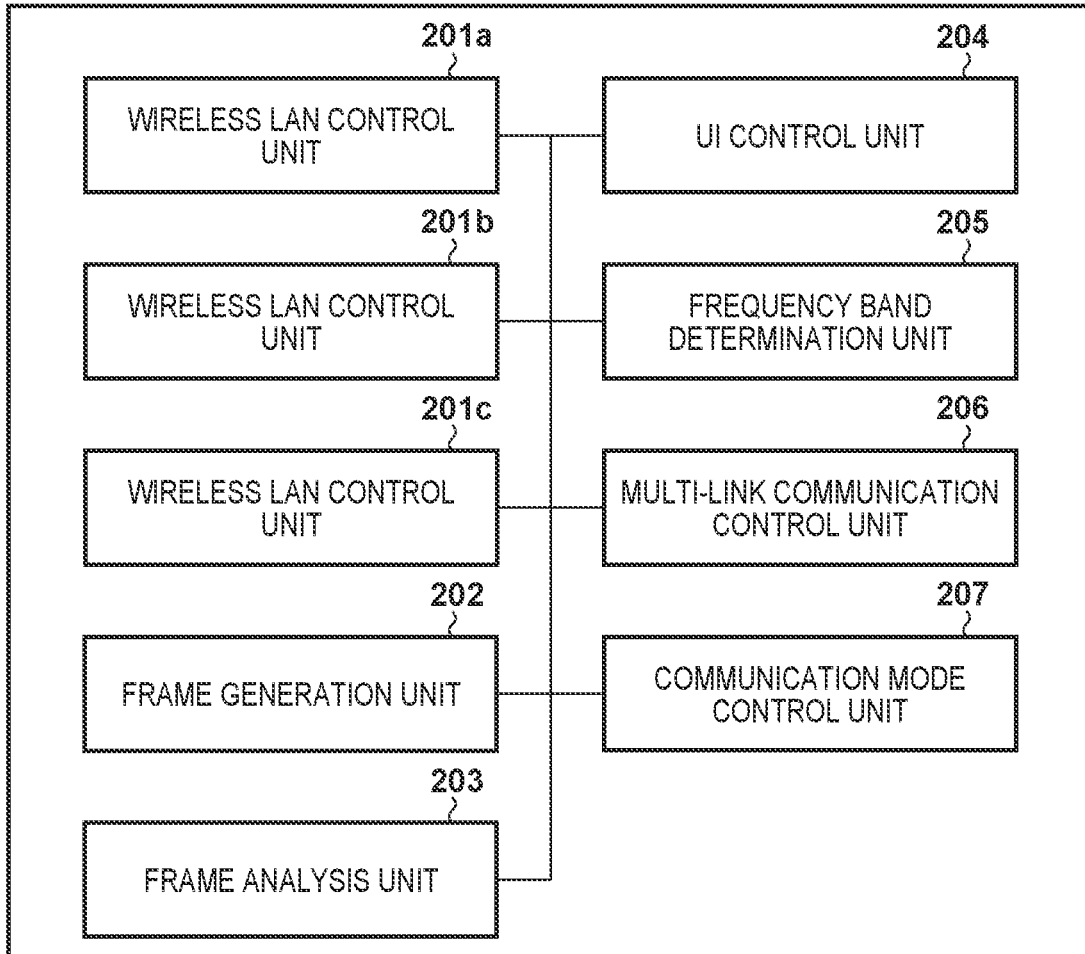 201a
WIRELESS LAN CONTROL
UNIT
201b
WIRELESS LAN CONTROL
UNIT
201c
WIRELESS LAN CONTROL
UNIT
202
FRAME GENERATION UNIT
203
FRAME ANALYSIS UNIT
204
UI CONTROL UNIT
205
FREQUENCY BAND
DETERMINATION UNIT
206
MULTI-LINK COMMUNICATION
CONTROL UNIT
207
COMMUNICATION MODE
CONTROL UNIT